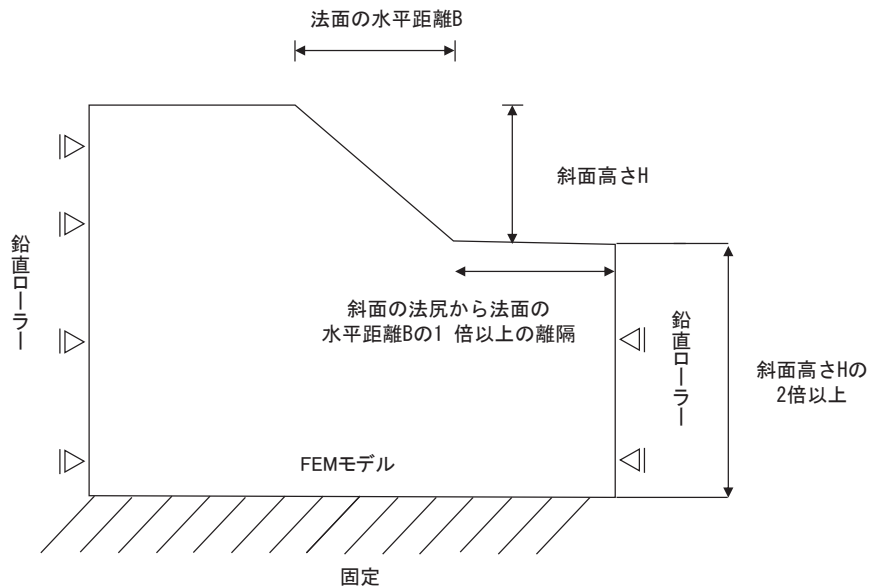 法面の水平距離B
斜面高さH
鉛直ローラー
斜面の法尻から法面の
水平距離Bの1 倍以上の離隔
鉛直ローラー
斜面高さHの
2倍以上
FEMモデル
固定